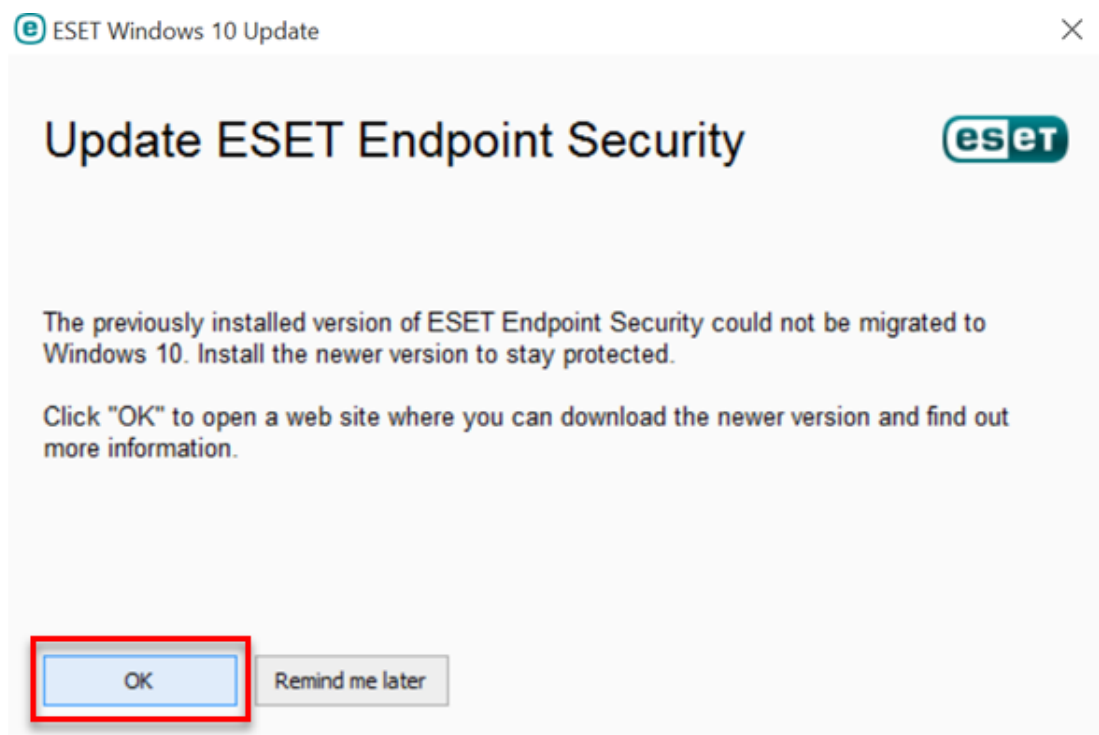 ESET Windows 10 Update
Update ESET Endpoint Security
eset
The previously installed version of ESET Endpoint Security could not be migrated to
Windows 10. Install the newer version to stay protected.
Click "OK" to open a web site where you can download the newer version and find out
more information.
OK
Remind me later